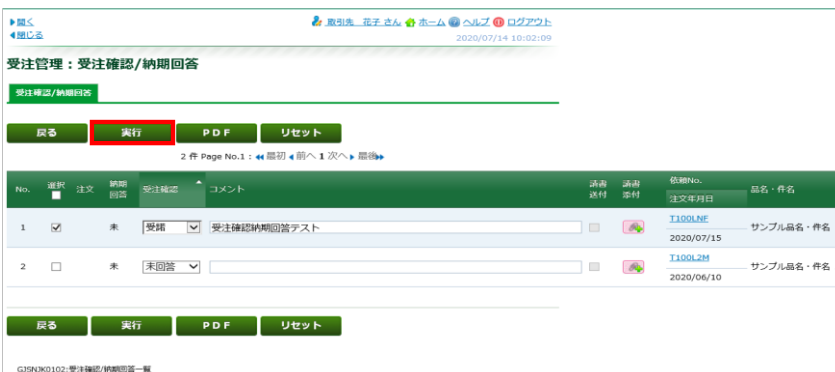 開く
取引先 花子 さん ホーム ヘルプ ログアウト
閉じる
2020/07/14 10:02:09
受注管理：受注確認/納期回答
受注確認/納期回答
戻る 実行 PDF リセット
2 件 Page No.1 : 最初 前へ 1 次へ 最後
No. 選択 注文 納期回答 受注確認 コメント 請書送付 請書添付 依頼No. 注文年月日 品名・件名
1 未 受諾 受注確認納期回答テスト T100LNF サンプル品名・件名
2020/07/15
2 未 未回答 T100L2M サンプル品名・件名
2020/06/10
戻る 実行 PDF リセット
GJSNJK0102:受注確認/納期回答一覧